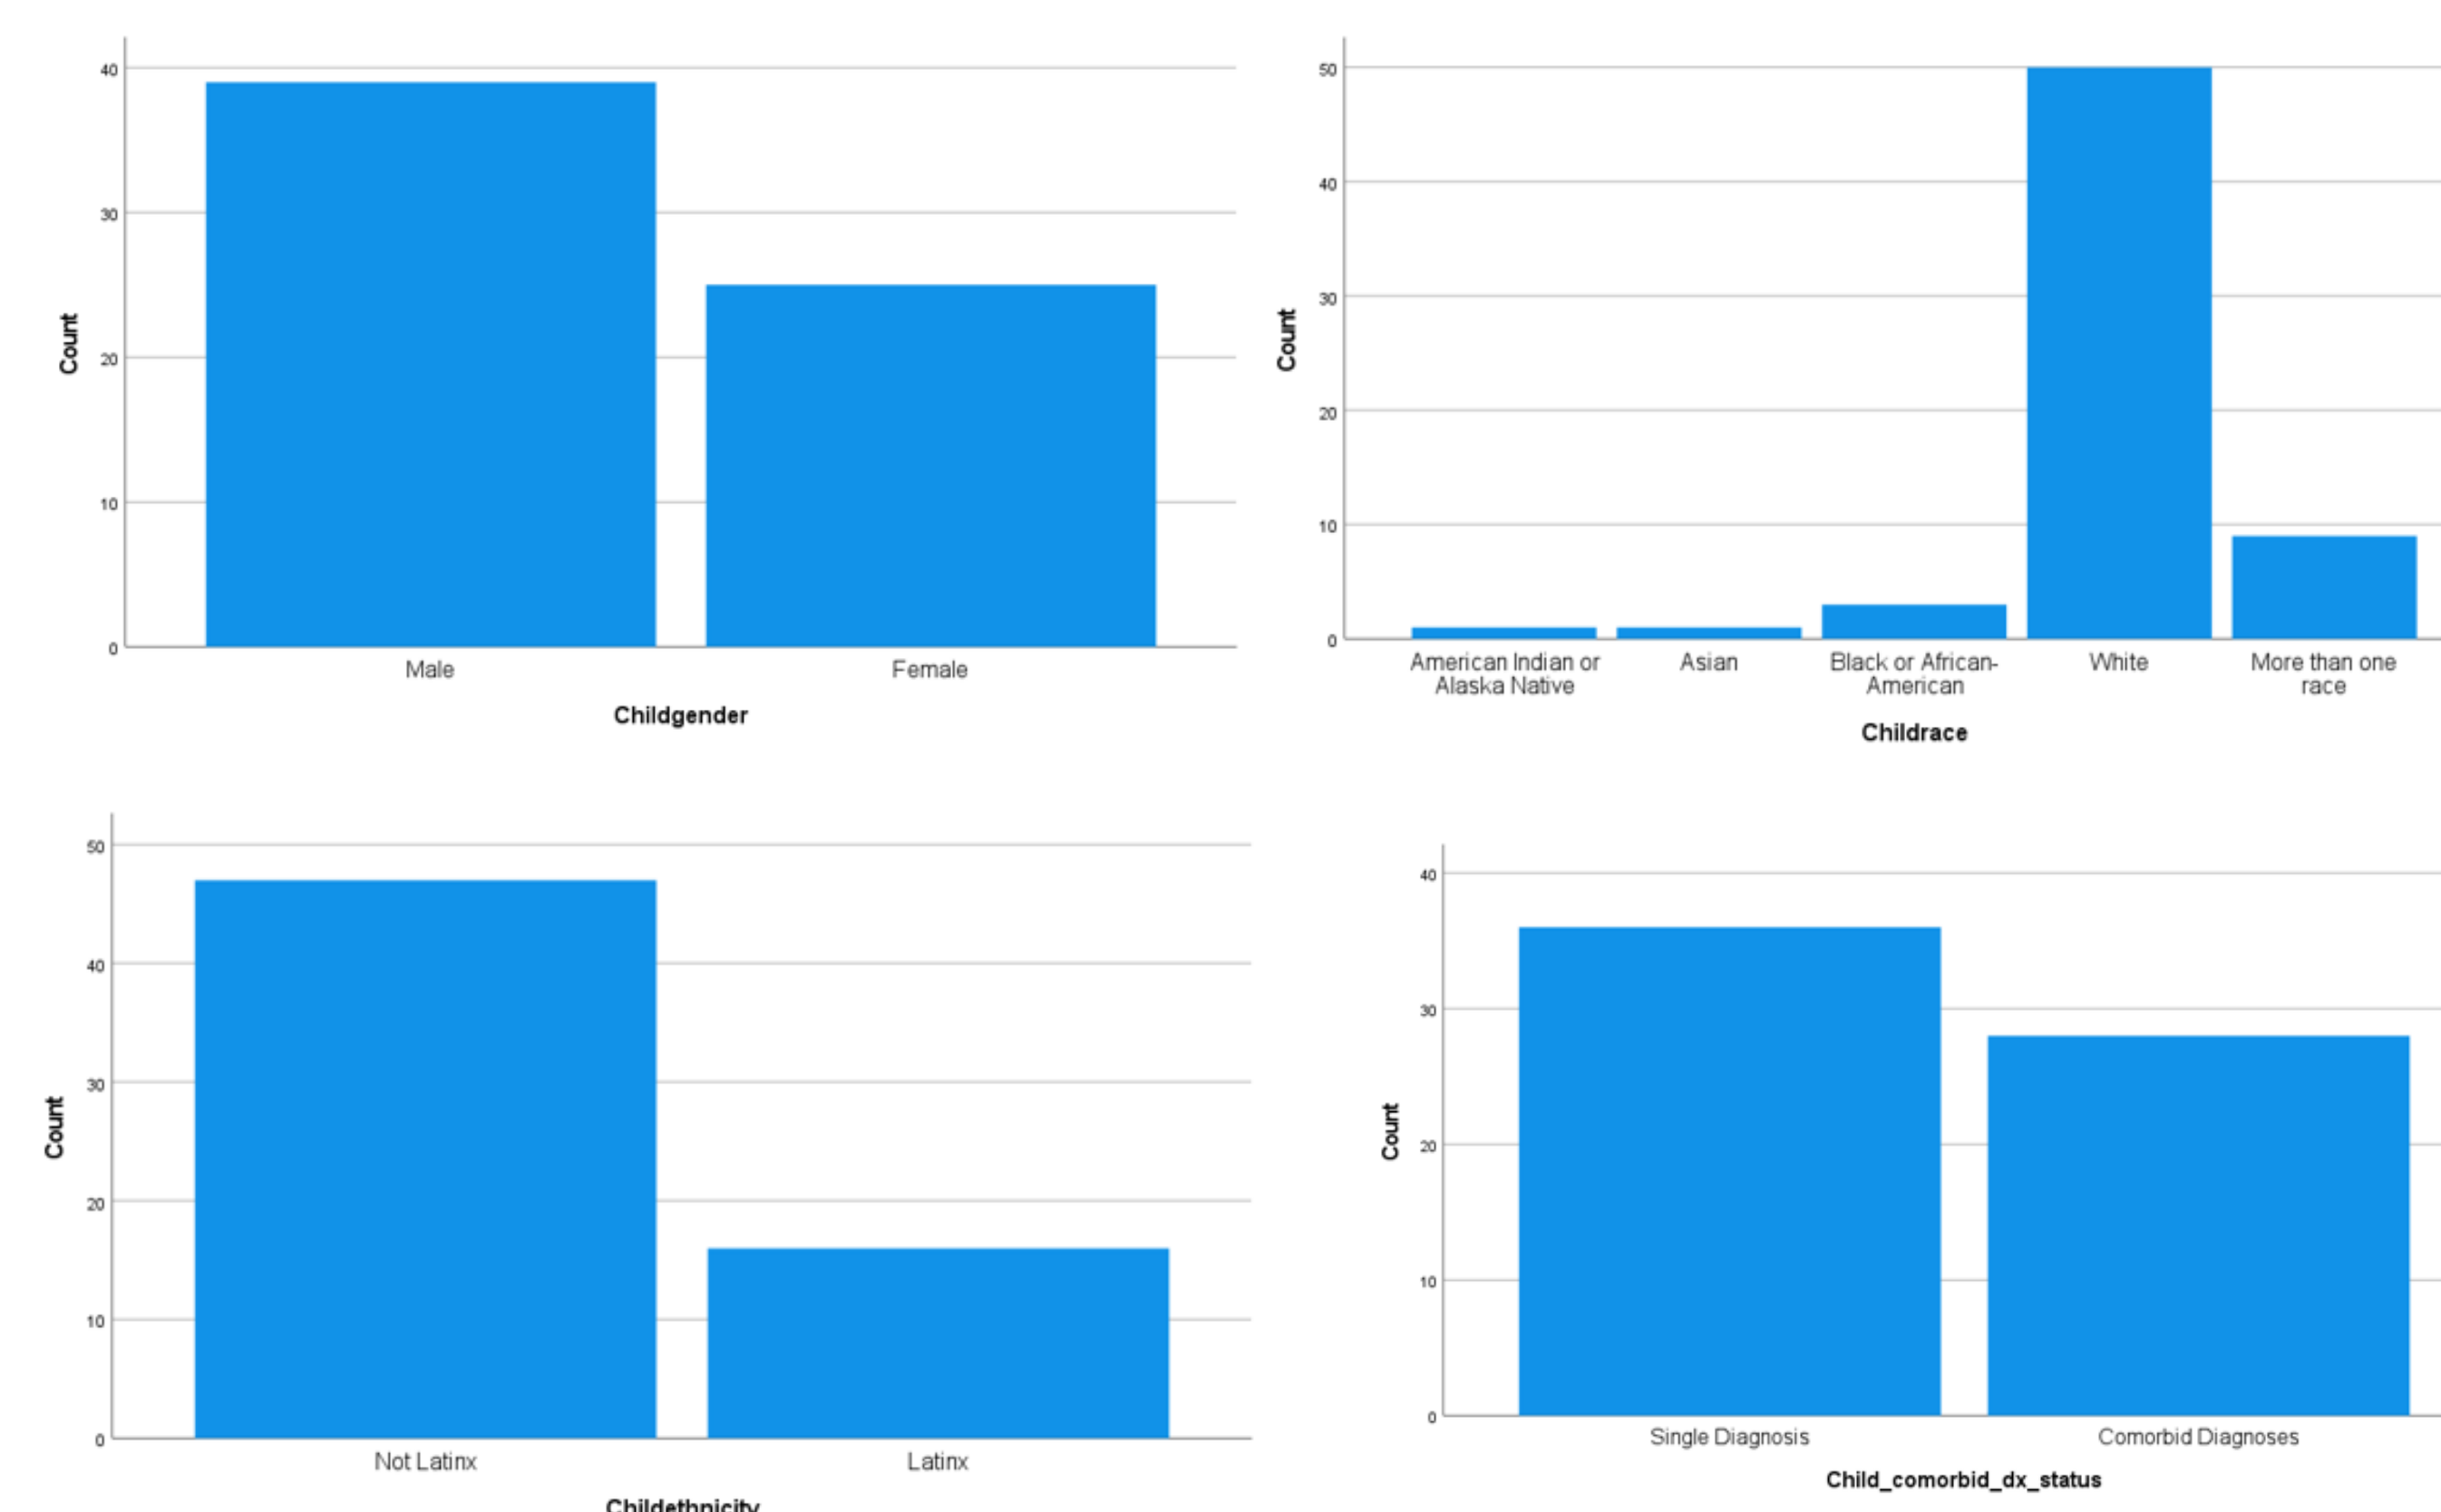 Count
40
30
20
10
0
Male
Female
Childgender
Count
50
40
30
20
10
0
American Indian or
Alaska Native
Asian
Black or African-
American
White
More than one
race
Childrace
Count
50
40
30
20
10
0
Not Latinx
Latinx
Childethnicity
Count
40
30
20
10
0
Single Diagnosis
Comorbid Diagnoses
Child_comorbid_dx_status